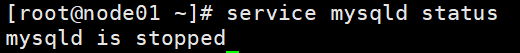 [root@node01 ~]# service mysqld status
mysqld is stopped